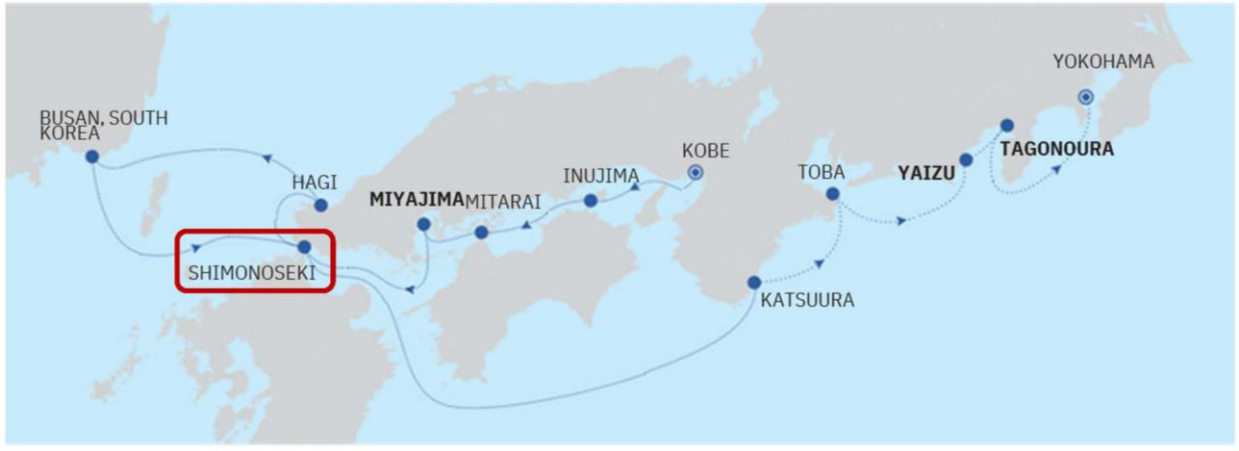 YOKOHAMA
BUSAN, SOUTH
KOREA
TAGONOURA
KOBE
YAIZU
TOBA
INUJIMA
HAGI
MIYAJIMA
MITARAI
SHIMONOSEKI
KATSUURA